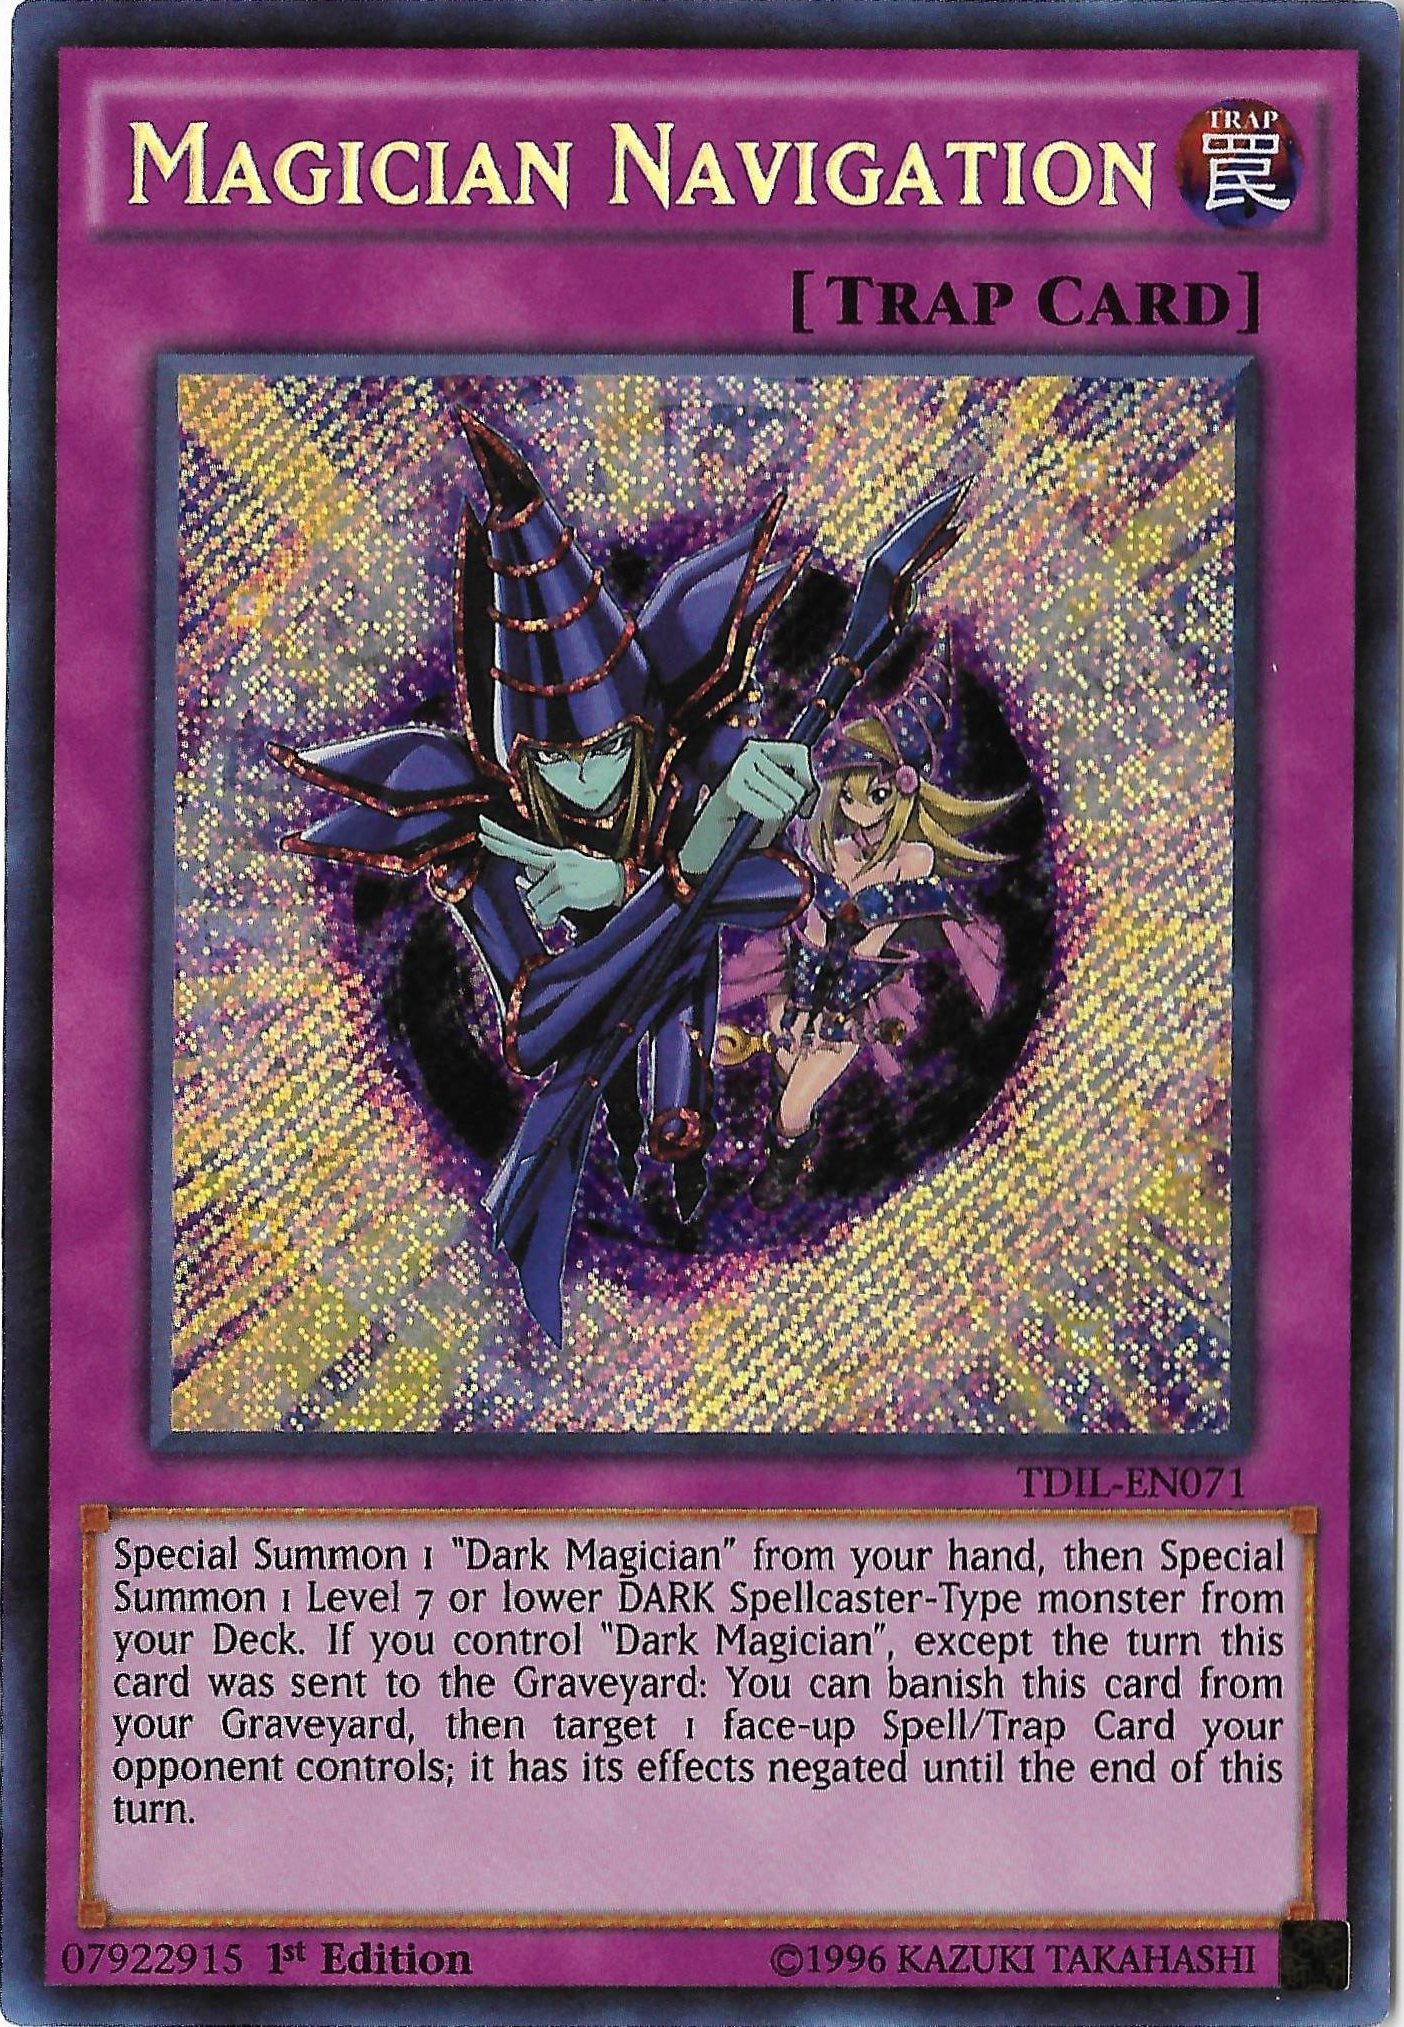 MAGICIAN NAVIGATION
TRAP
罠
[TRAP CARD]
TDIL-EN071
Special Summon 1 "Dark Magician" from your hand, then Special
Summon 1 Level 7 or lower DARK Spellcaster-Type monster from
your Deck. If you control "Dark Magician", except the turn this
card was sent to the Graveyard: You can banish this card from
your Graveyard, then target 1 face-up Spell/Trap Card your
opponent controls; it has its effects negated until the end of this
turn.
07922915 1st Edition
©1996 KAZUKI TAKAHASHI